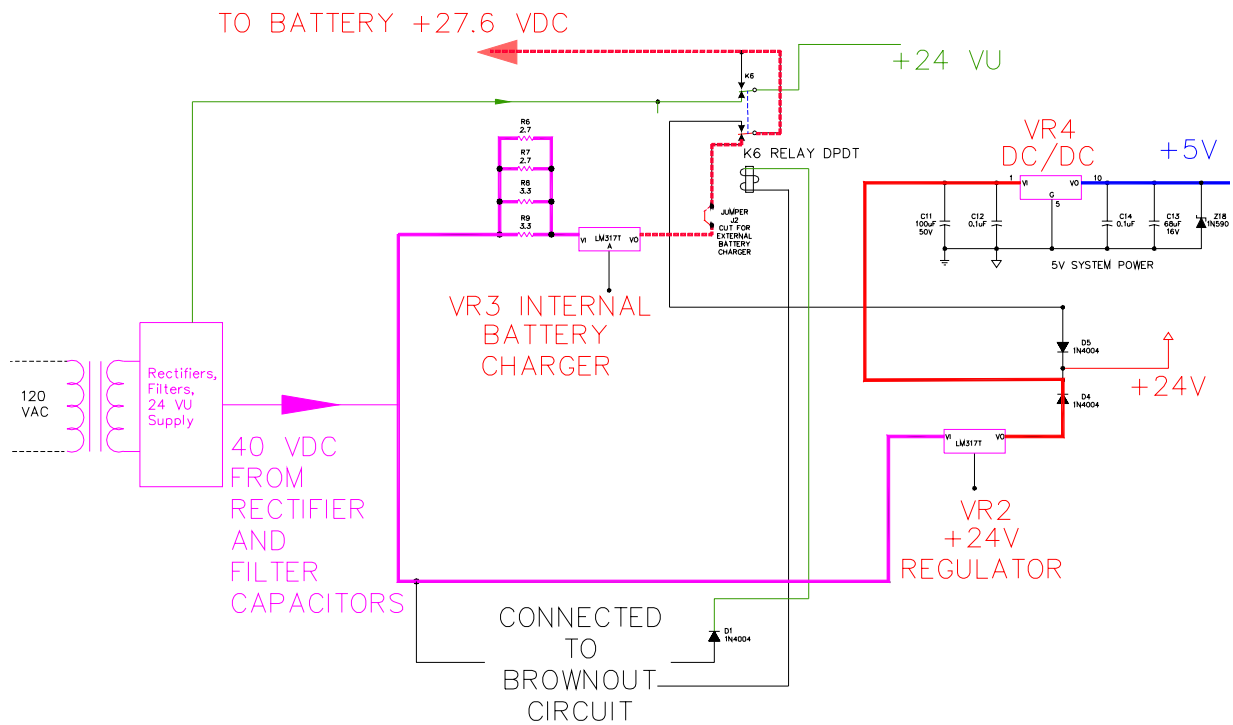 TO BATTERY +27.6 VDC
+24 VU
K6
K6 RELAY DPDT
R6
2.7
R7
2.7
R8
3.3
R9
3.3
VI LM317T VO
A
JUMPER
J2
CUT FOR
EXTERNAL
BATTERY
CHARGER
VR3 INTERNAL
BATTERY
CHARGER
VR4
DC/DC
+5V
1 VI VO 10
G
5
C11
100uF
50V
C12
0.1uF
C14
0.1uF
C13
68uF
16V
Z18
1N590
5V SYSTEM POWER
D5
1N4004
+24V
D4
1N4004
VI LM317T VO
VR2
+24V
REGULATOR
120
VAC
Rectifiers,
Filters,
24 VU
Supply
40 VDC
FROM
RECTIFIER
AND
FILTER
CAPACITORS
D1
1N4004
CONNECTED
TO
BROWNOUT
CIRCUIT